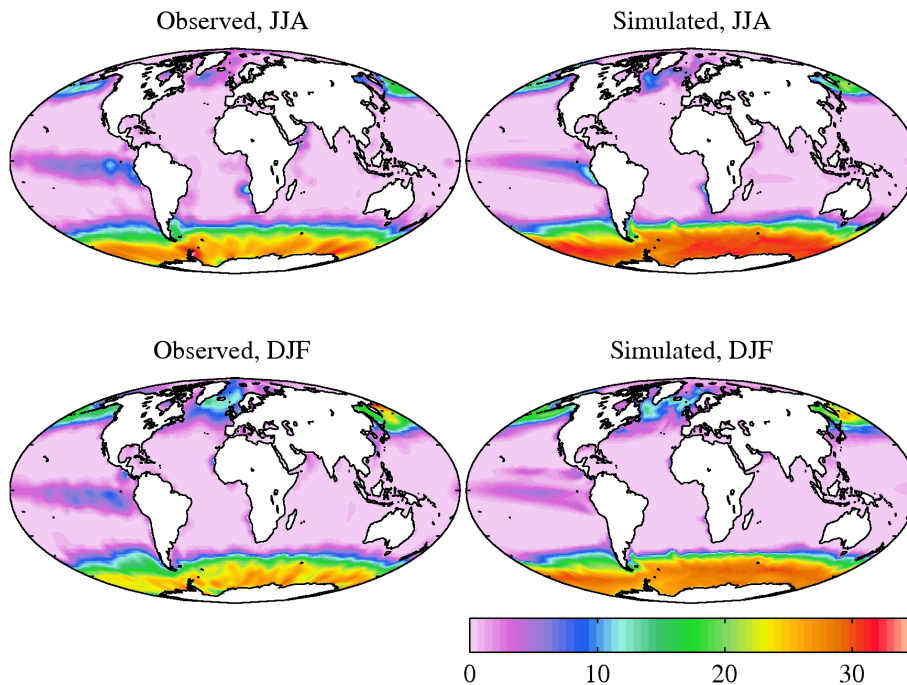 Observed, JJA
Simulated, JJA
Observed, DJF
Simulated, DJF
0 10 20 30